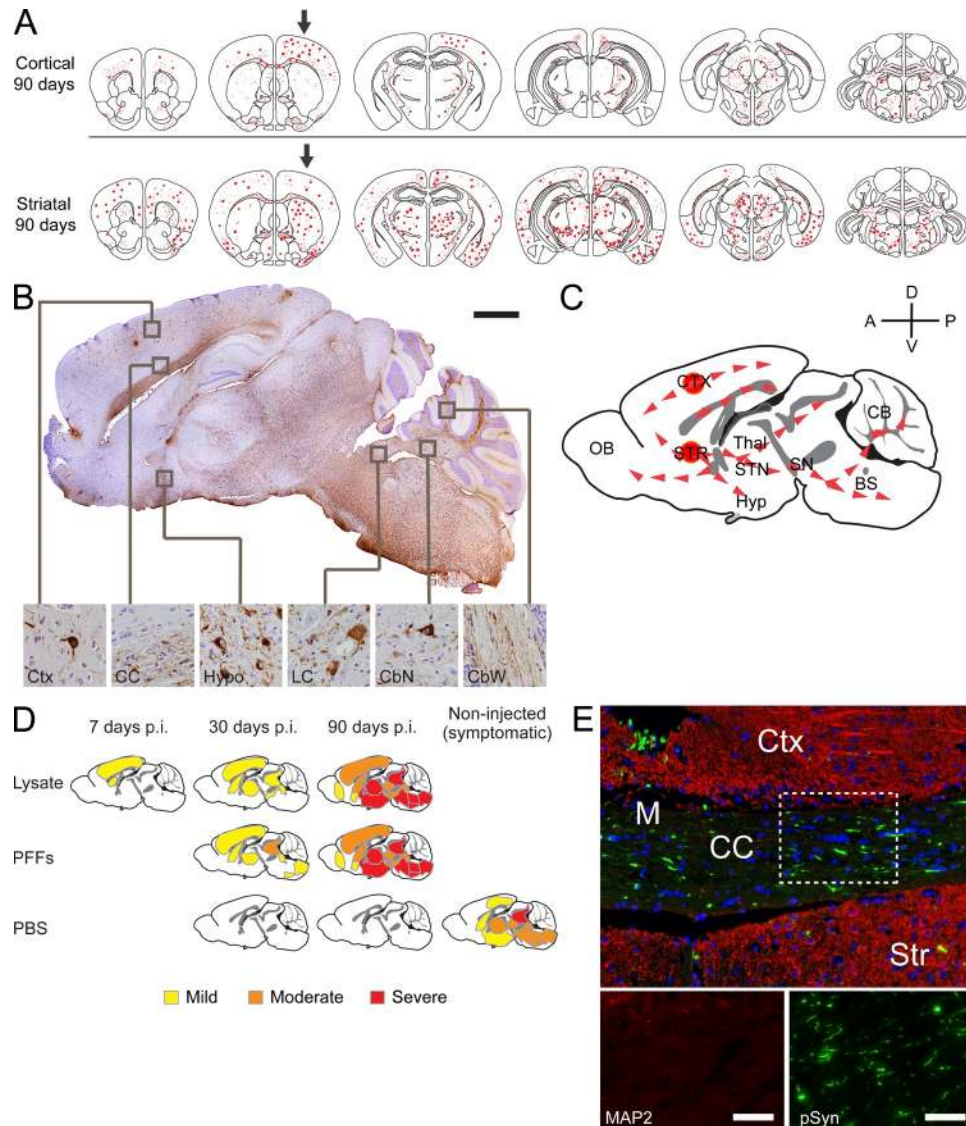 A
Cortical
90 days
Striatal
90 days
B
Ctx
CC
Hypo
LC
CbN
CbW
C
D
A
P
V
CTX
CB
OB
STR
Thal
STN
SN
BS
Hyp
D
7 days p.i.
30 days p.i.
90 days p.i.
Non-injected
(symptomatic)
Lysate
PFFs
PBS
Mild
Moderate
Severe
E
Ctx
M
CC
Str
MAP2
pSyn